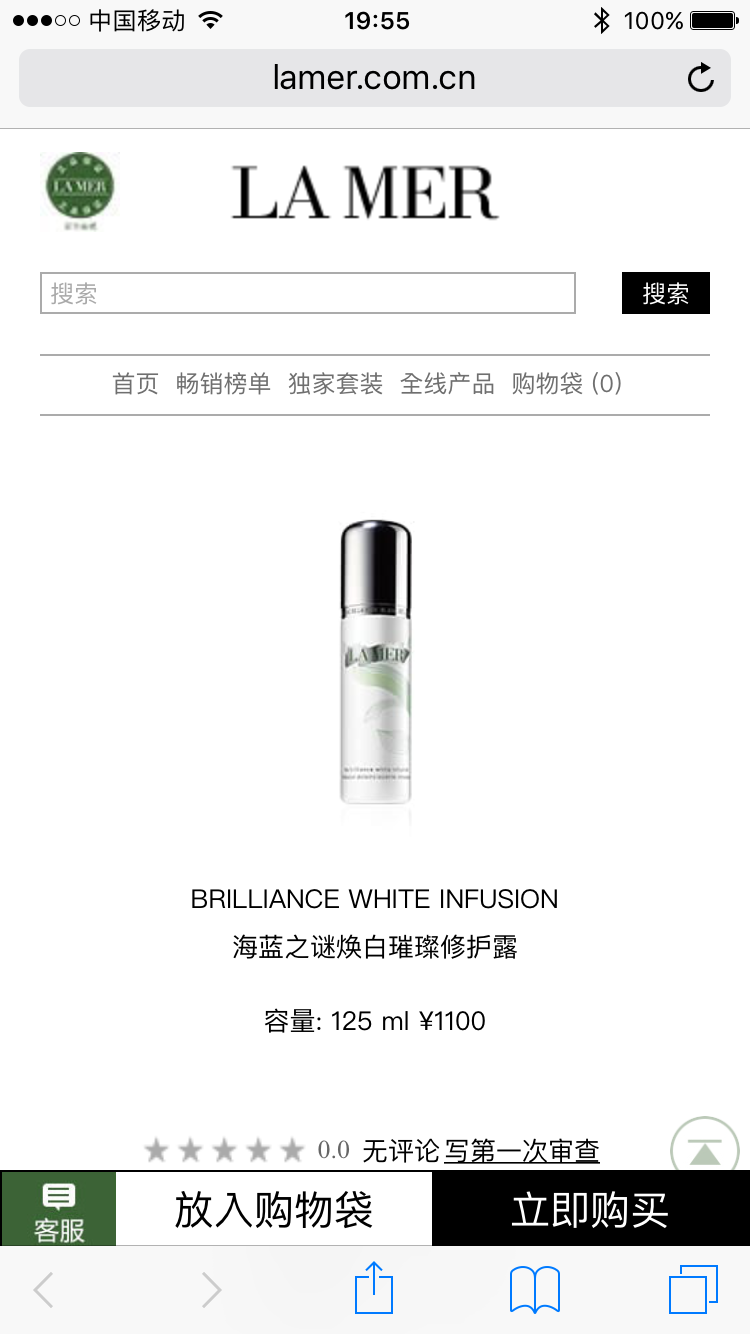 中国移动 19:55 100%
lamer.com.cn
LA MER
LA MER
搜索 搜索
首页 畅销榜单 独家套装 全线产品 购物袋 (0)
LA MER
BRILLIANCE WHITE INFUSION
海蓝之谜焕白璀璨修护露
容量: 125 ml ¥1100
0.0 无评论 写第一次审查
客服 放入购物袋 立即购买